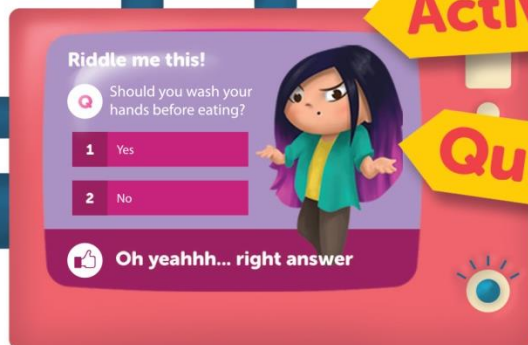 Riddle me this!
Q
Should you wash your
hands before eating?
1 Yes
2 No
Oh yeahhh... right answer